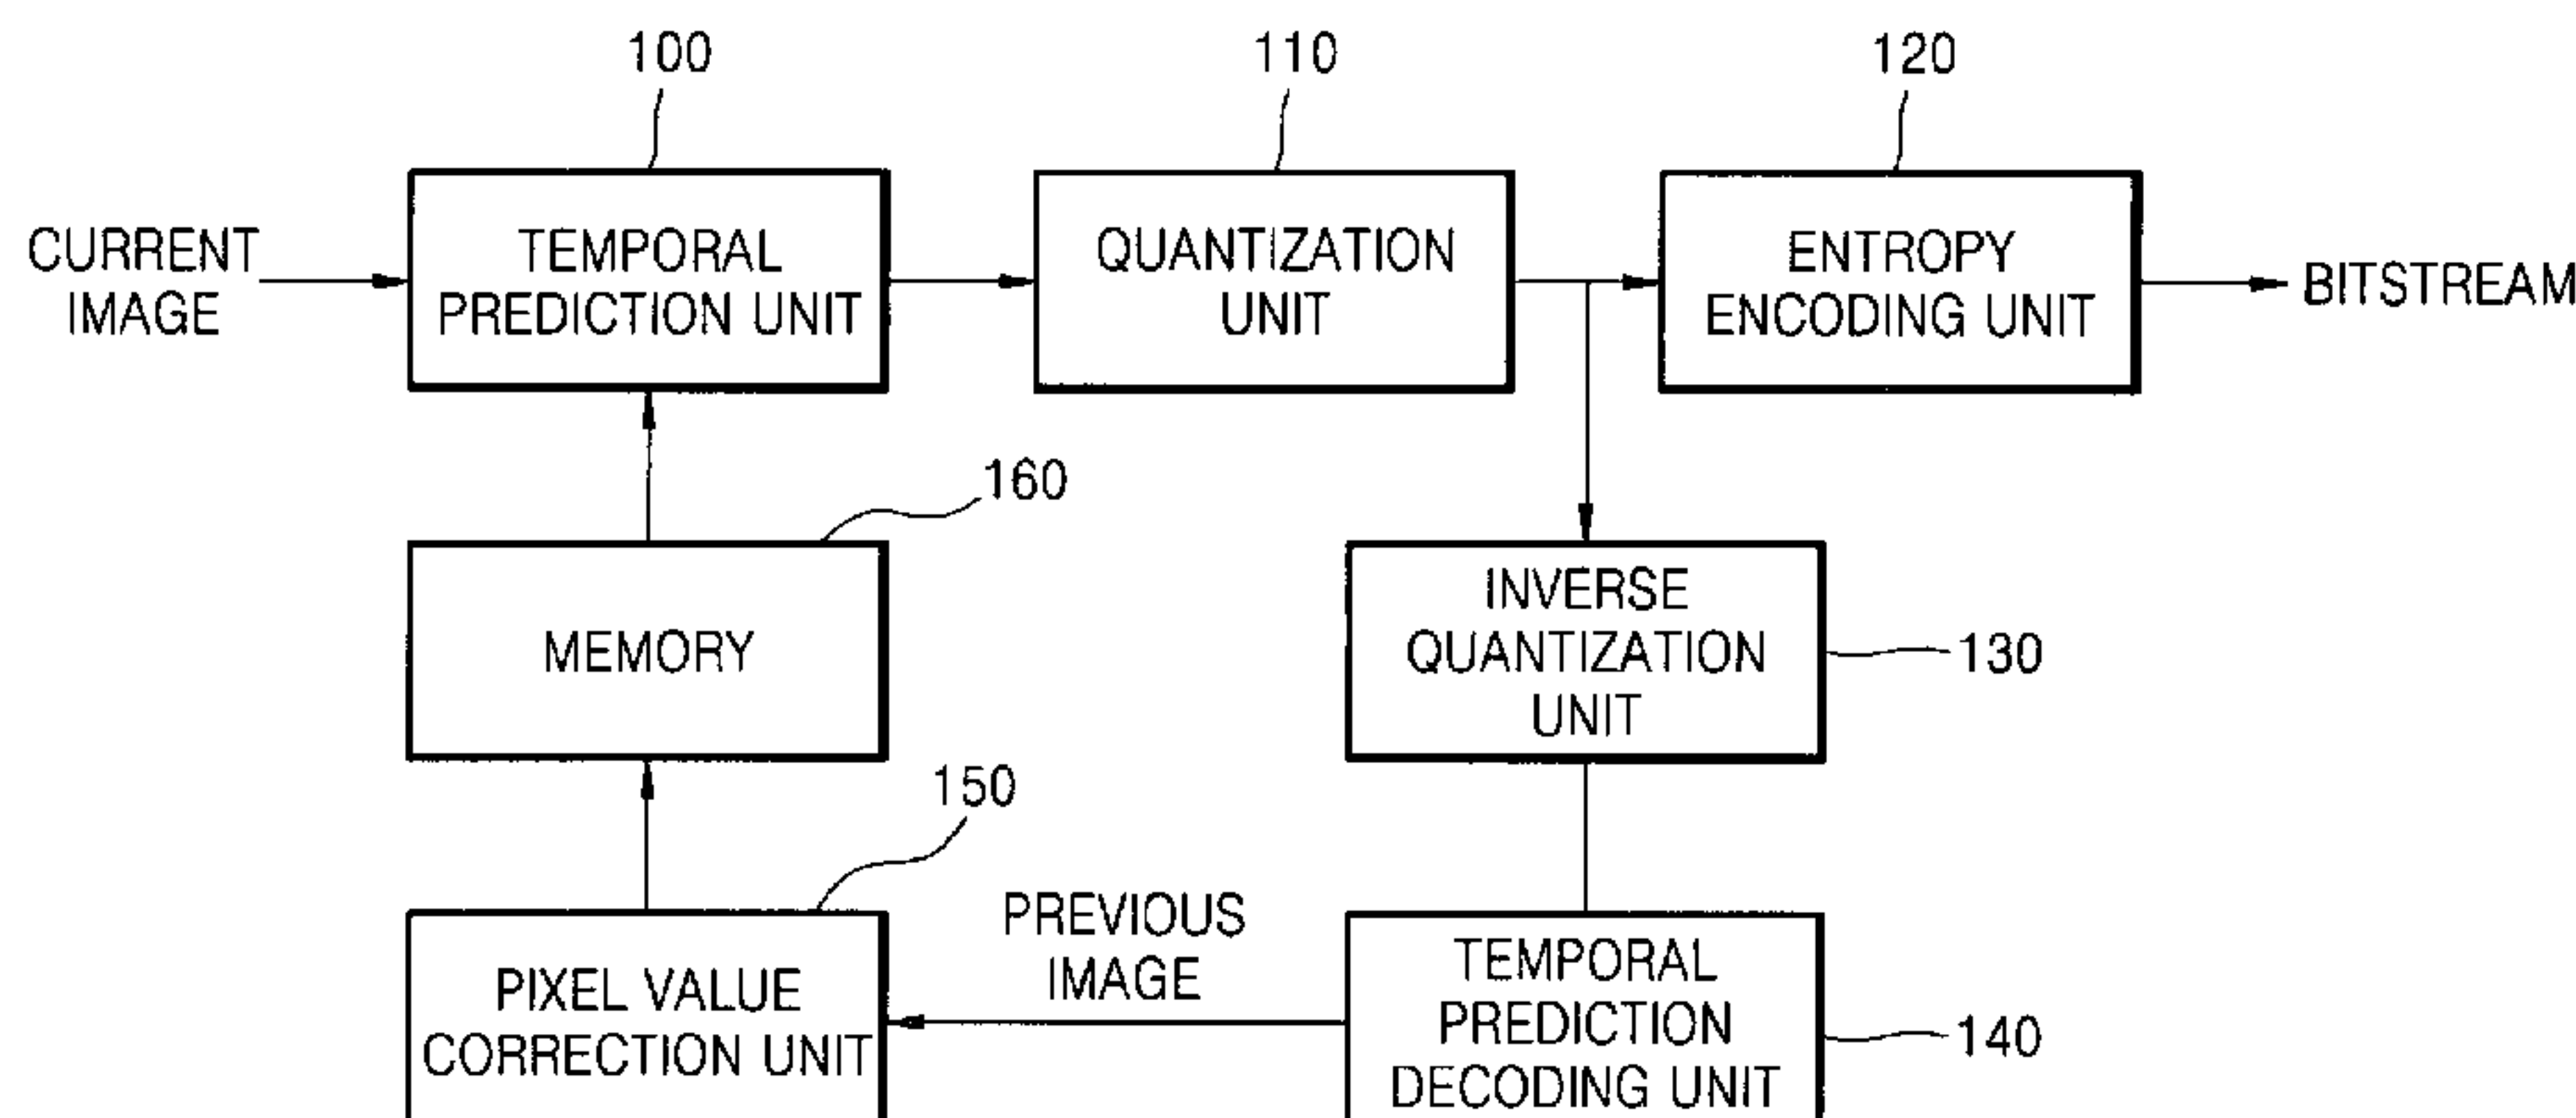 100
110
120
CURRENT
IMAGE
TEMPORAL
PREDICTION UNIT
QUANTIZATION
UNIT
ENTROPY
ENCODING UNIT
BITSTREAM
160
MEMORY
INVERSE
QUANTIZATION
UNIT
130
150
PIXEL VALUE
CORRECTION UNIT
PREVIOUS
IMAGE
TEMPORAL
PREDICTION
DECODING UNIT
140